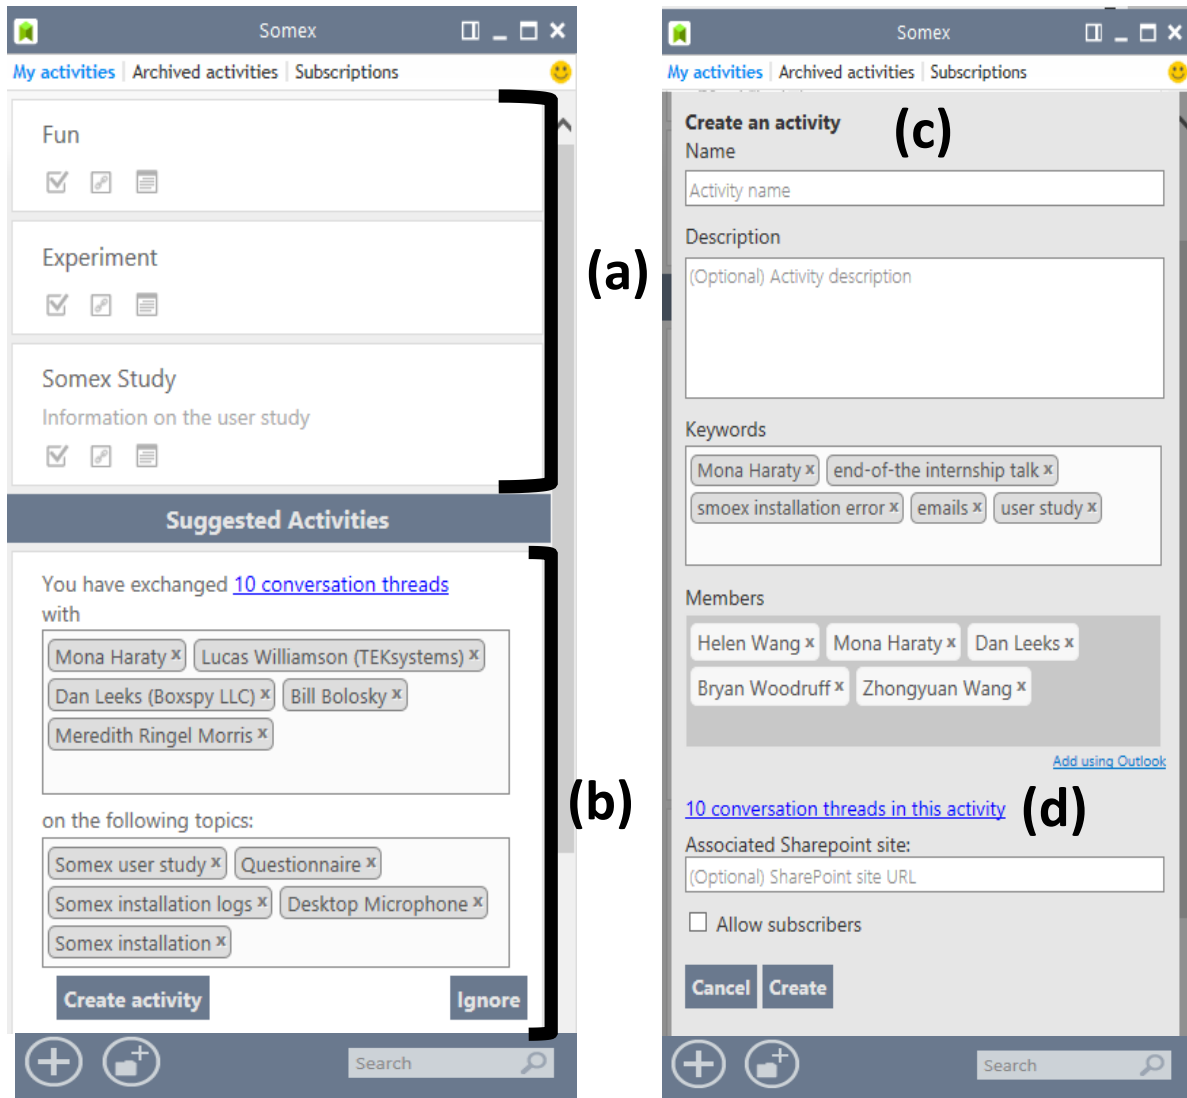 Somex
My activities | Archived activities | Subscriptions
Fun
Experiment
Somex Study
Information on the user study
(a)
Suggested Activities
You have exchanged 10 conversation threads
with
Mona Haraty x Lucas Williamson (TEKsystems) x
Dan Leeks (Boxspy LLC) x Bill Bolosky x
Meredith Ringel Morris x
(b)
on the following topics:
Somex user study x Questionnaire x
Somex installation logs x Desktop Microphone x
Somex installation x
Create activity Ignore
Search
Somex
My activities | Archived activities | Subscriptions
Create an activity
(c)
Name
Activity name
Description
(Optional) Activity description
Keywords
Mona Haraty x end-of-the internship talk x
smoex installation error x emails x user study x
Members
Helen Wang x Mona Haraty x Dan Leeks x
Bryan Woodruff x Zhongyuan Wang x
Add using Outlook
10 conversation threads in this activity
(d)
Associated Sharepoint site:
(Optional) SharePoint site URL
Allow subscribers
Cancel Create
Search